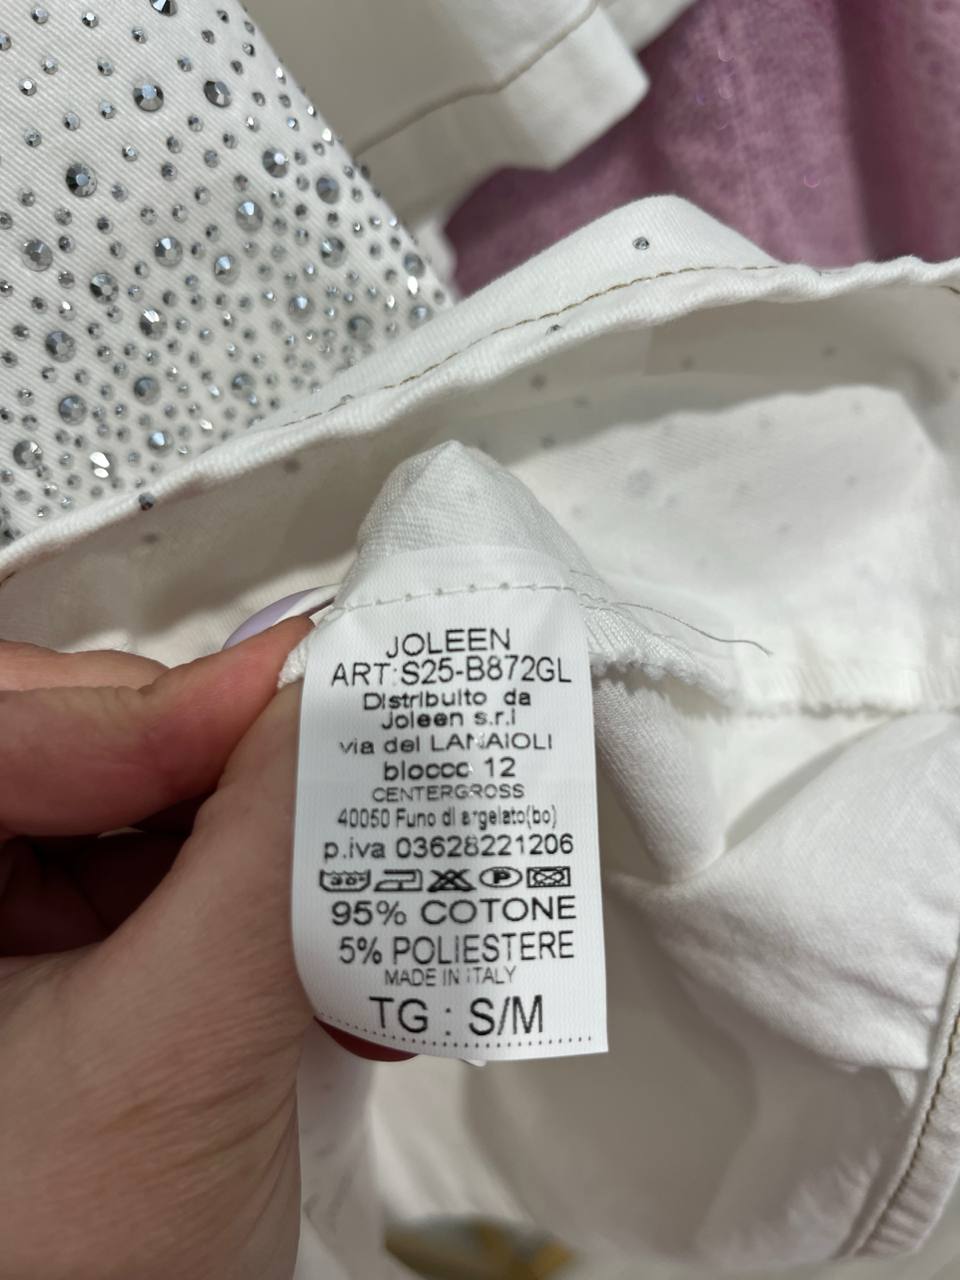 JOLEEN
ART:S25-B872GL
Distribuito da
Joleen s.r.l
via del LANAIOLI
blocco 12
CENTERGROSS
40050 Funo di argelato(bo)
p.iva 03628221206
30° P
95% COTONE
5% POLIESTERE
MADE IN ITALY
TG : S/M